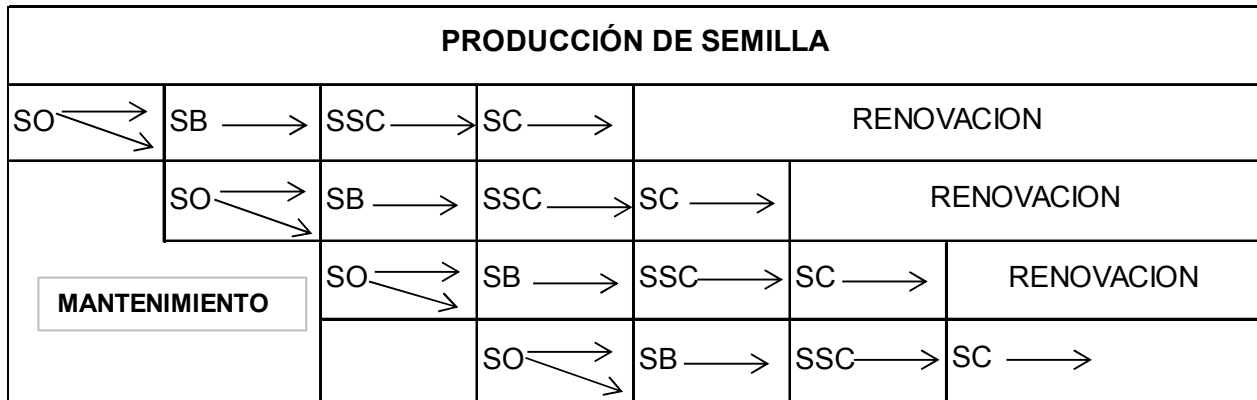 PRODUCCIÓN DE SEMILLA
SO SB SSC SC RENOVACION
SO SB SSC SC RENOVACION
MANTENIMIENTO SO SB SSC SC RENOVACION
SO SB SSC SC